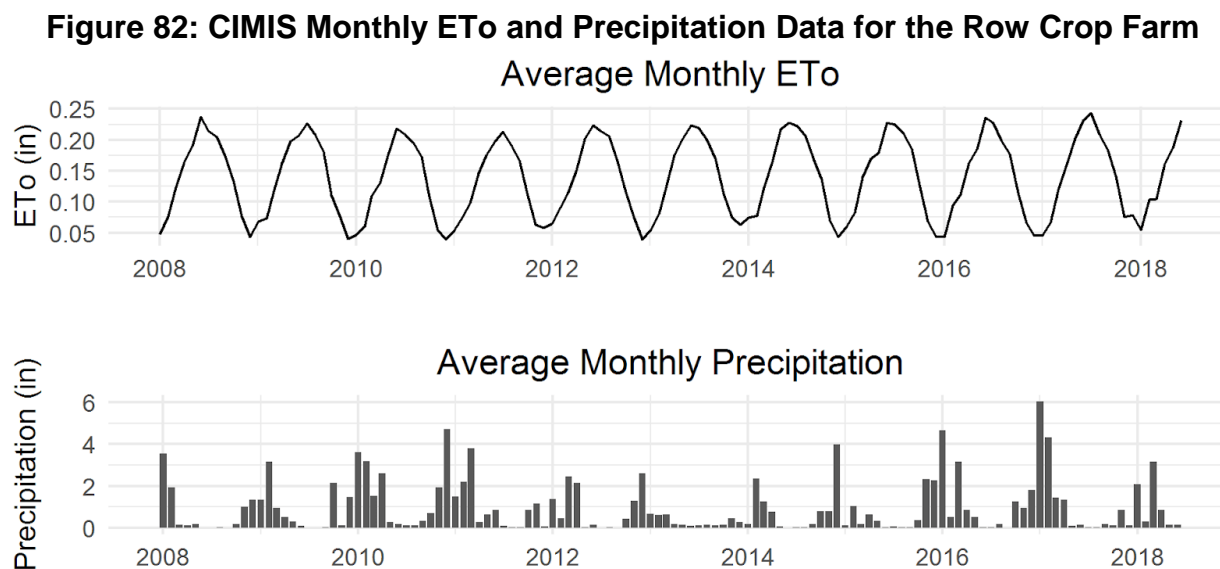 Figure 82: CIMIS Monthly ETo and Precipitation Data for the Row Crop Farm
Average Monthly ETo
ETo (in)
0.25
0.20
0.15
0.10
0.05
2008 2010 2012 2014 2016 2018
Average Monthly Precipitation
Precipitation (in)
6
4
2
0
2008 2010 2012 2014 2016 2018